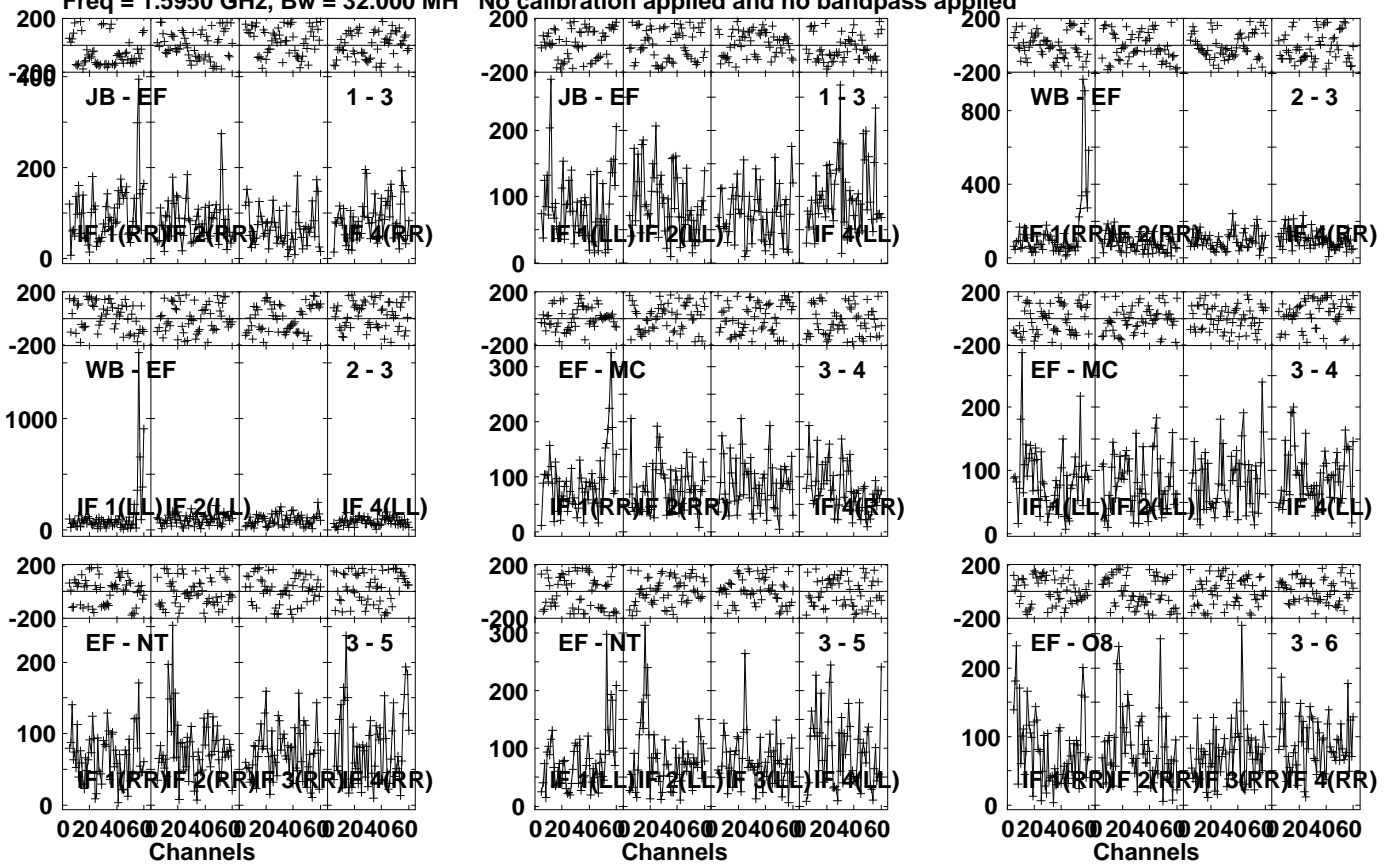 Freq = 1.5950 GHz, Bw = 32.000 MH No calibration applied and no bandpass applied
200
-200
400
200
0
JB - EF 1 - 3
IF 1(RR) IF 2(RR) IF 4(RR)
200
-200
200
100
0
JB - EF 1 - 3
IF 1(LL) IF 2(LL) IF 4(LL)
200
-200
800
400
0
WB - EF 2 - 3
IF 1(RR) IF 2(RR) IF 4(RR)
200
-200
1000
0
WB - EF 2 - 3
IF 1(LL) IF 2(LL) IF 4(LL)
200
-200
300
200
100
0
EF - MC 3 - 4
IF 1(RR) IF 2(RR) IF 4(RR)
200
-200
200
100
0
EF - MC 3 - 4
IF 1(LL) IF 2(LL) IF 4(LL)
200
-200
200
100
0
EF - NT 3 - 5
IF 1(RR) IF 2(RR) IF 3(RR) IF 4(RR)
0 20 40 60 0 20 40 60 0 20 40 60 0 20 40 60
Channels
200
-200
300
200
100
0
EF - NT 3 - 5
IF 1(LL) IF 2(LL) IF 3(LL) IF 4(LL)
0 20 40 60 0 20 40 60 0 20 40 60 0 20 40 60
Channels
200
-200
200
100
0
EF - O8 3 - 6
IF 1(RR) IF 2(RR) IF 3(RR) IF 4(RR)
0 20 40 60 0 20 40 60 0 20 40 60 0 20 40 60
Channels